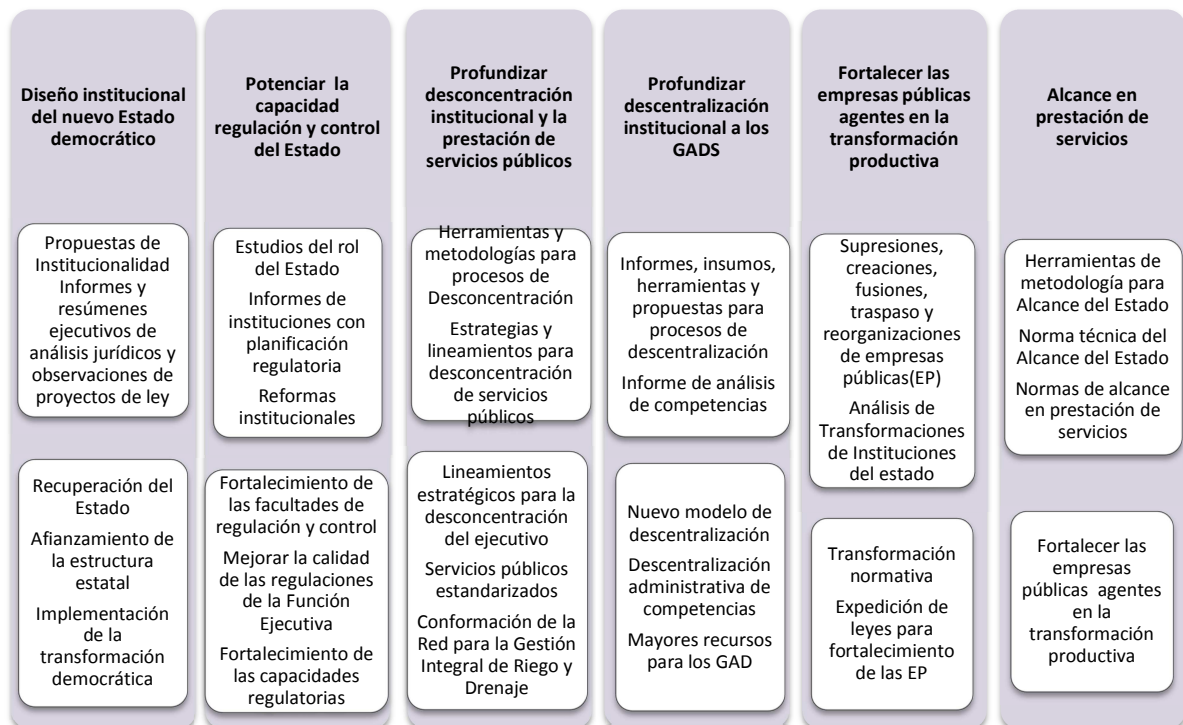 Diseño institucional
del nuevo Estado
democrático
Propuestas de
Institucionalidad
Informes y
resúmenes
ejecutivos de
análisis jurídicos y
observaciones de
proyectos de ley
Recuperación del
Estado
Afianzamiento de
la estructura
estatal
Implementación
de la
transformación
democrática
Potenciar la
capacidad
regulación y control
del Estado
Estudios del rol
del Estado
Informes de
instituciones con
planificación
regulatoria
Reformas
institucionales
Fortalecimiento de
las facultades de
regulación y control
Mejorar la calidad
de las regulaciones
de la Función
Ejecutiva
Fortalecimiento de
las capacidades
regulatorias
Profundizar
desconcentración
institucional y la
prestación de
servicios públicos
Herramientas y
metodologías para
procesos de
Desconcentración
Estrategias y
lineamientos para
desconcentración
de servicios
públicos
Lineamientos
estratégicos para la
desconcentración
del ejecutivo
Servicios públicos
estandarizados
Conformación de la
Red para la Gestión
Integral de Riego y
Drenaje
Profundizar
descentralización
institucional a los
GADS
Informes, insumos,
herramientas y
propuestas para
procesos de
descentralización
Informe de análisis
de competencias
Nuevo modelo de
descentralización
Descentralización
administrativa de
competencias
Mayores recursos
para los GAD
Fortalecer las
empresas públicas
agentes en la
transformación
productiva
Supresiones,
creaciones,
fusiones,
traspaso y
reorganizaciones
de empresas
públicas(EP)
Análisis de
Transformaciones
de Instituciones
del estado
Transformación
normativa
Expedición de
leyes para
fortalecimiento
de las EP
Alcance en
prestación de
servicios
Herramientas de
metodología para
Alcance del Estado
Norma técnica del
Alcance del Estado
Normas de alcance
en prestación de
servicios
Fortalecer las
empresas
públicas agentes
en la
transformación
productiva